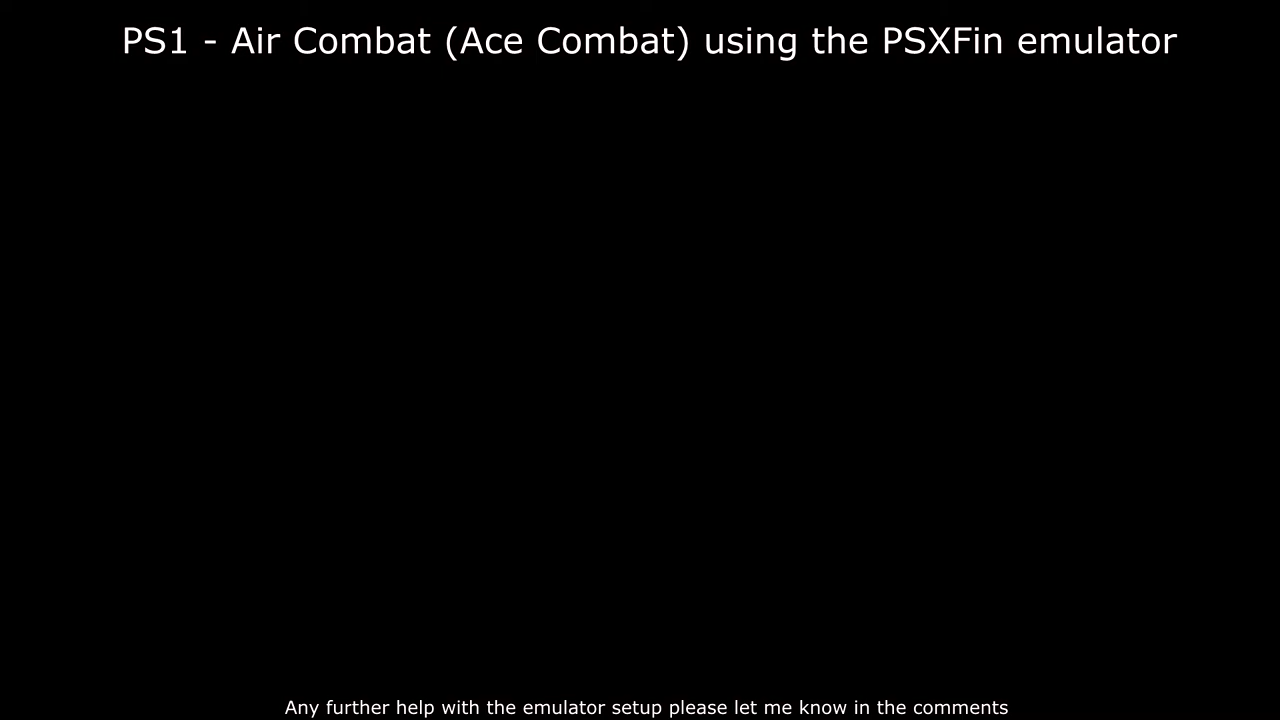 PS1 - Air Combat (Ace Combat) using the PSXFin emulator
Any further help with the emulator setup please let me know in the comments